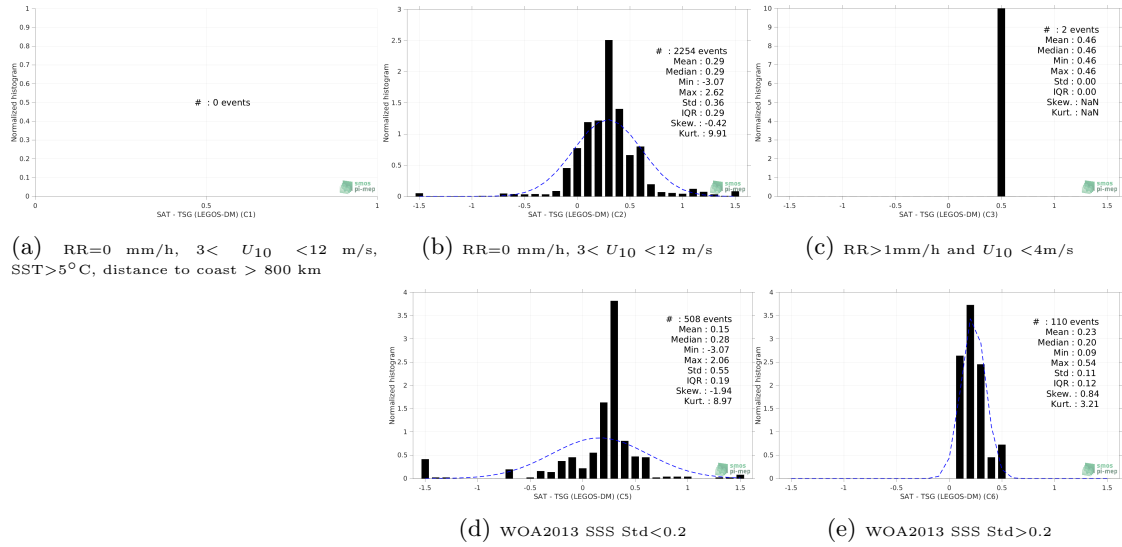 1
0.9
0.8
0.7
0.6
0.5
0.4
0.3
0.2
0.1
0
Normalized histogram
# : 0 events
smos
pi-mep
0 0.5 1
SAT - TSG (LEGOS-DM) (C1)
(a) RR=0 mm/h, 3< U10 <12 m/s,
SST>5°C, distance to coast > 800 km
3
2.5
2
1.5
1
0.5
0
Normalized histogram
# : 2254 events
Mean : 0.29
Median : 0.29
Min : -3.07
Max : 2.62
Std : 0.36
IQR : 0.29
Skew. : -0.42
Kurt. : 9.91
smos
pi-mep
-1.5 -1 -0.5 0 0.5 1 1.5
SAT - TSG (LEGOS-DM) (C2)
(b) RR=0 mm/h, 3< U10 <12 m/s
10
9
8
7
6
5
4
3
2
1
0
Normalized histogram
# : 2 events
Mean : 0.46
Median : 0.46
Min : 0.46
Max : 0.46
Std : 0.00
IQR : 0.00
Skew. : NaN
Kurt. : NaN
smos
pi-mep
-1.5 -1 -0.5 0 0.5 1 1.5
SAT - TSG (LEGOS-DM) (C3)
(c) RR>1mm/h and U10 <4m/s
4
3.5
3
2.5
2
1.5
1
0.5
0
Normalized histogram
# : 508 events
Mean : 0.15
Median : 0.28
Min : -3.07
Max : 2.06
Std : 0.55
IQR : 0.19
Skew. : -1.94
Kurt. : 8.97
smos
pi-mep
-1.5 -1 -0.5 0 0.5 1 1.5
SAT - TSG (LEGOS-DM) (C5)
(d) WOA2013 SSS Std<0.2
4
3.5
3
2.5
2
1.5
1
0.5
0
Normalized histogram
# : 110 events
Mean : 0.23
Median : 0.20
Min : 0.09
Max : 0.54
Std : 0.11
IQR : 0.12
Skew. : 0.84
Kurt. : 3.21
smos
pi-mep
-1.5 -1 -0.5 0 0.5 1 1.5
SAT - TSG (LEGOS-DM) (C6)
(e) WOA2013 SSS Std>0.2